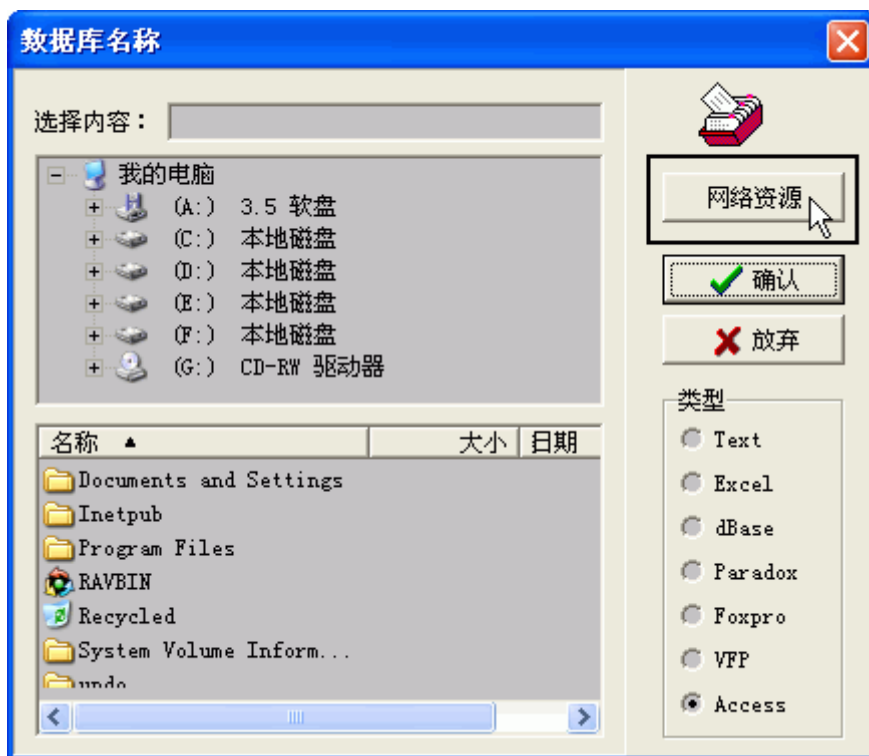 数据库名称
选择内容：
我的电脑
(A:) 3.5 软盘
(C:) 本地磁盘
(D:) 本地磁盘
(E:) 本地磁盘
(F:) 本地磁盘
(G:) CD-RW 驱动器
名称 大小 日期
Documents and Settings
Inetpub
Program Files
RAVBIN
Recycled
System Volume Inform...
undo
网络资源
确认
放弃
类型
Text
Excel
dBase
Paradox
Foxpro
VFP
Access